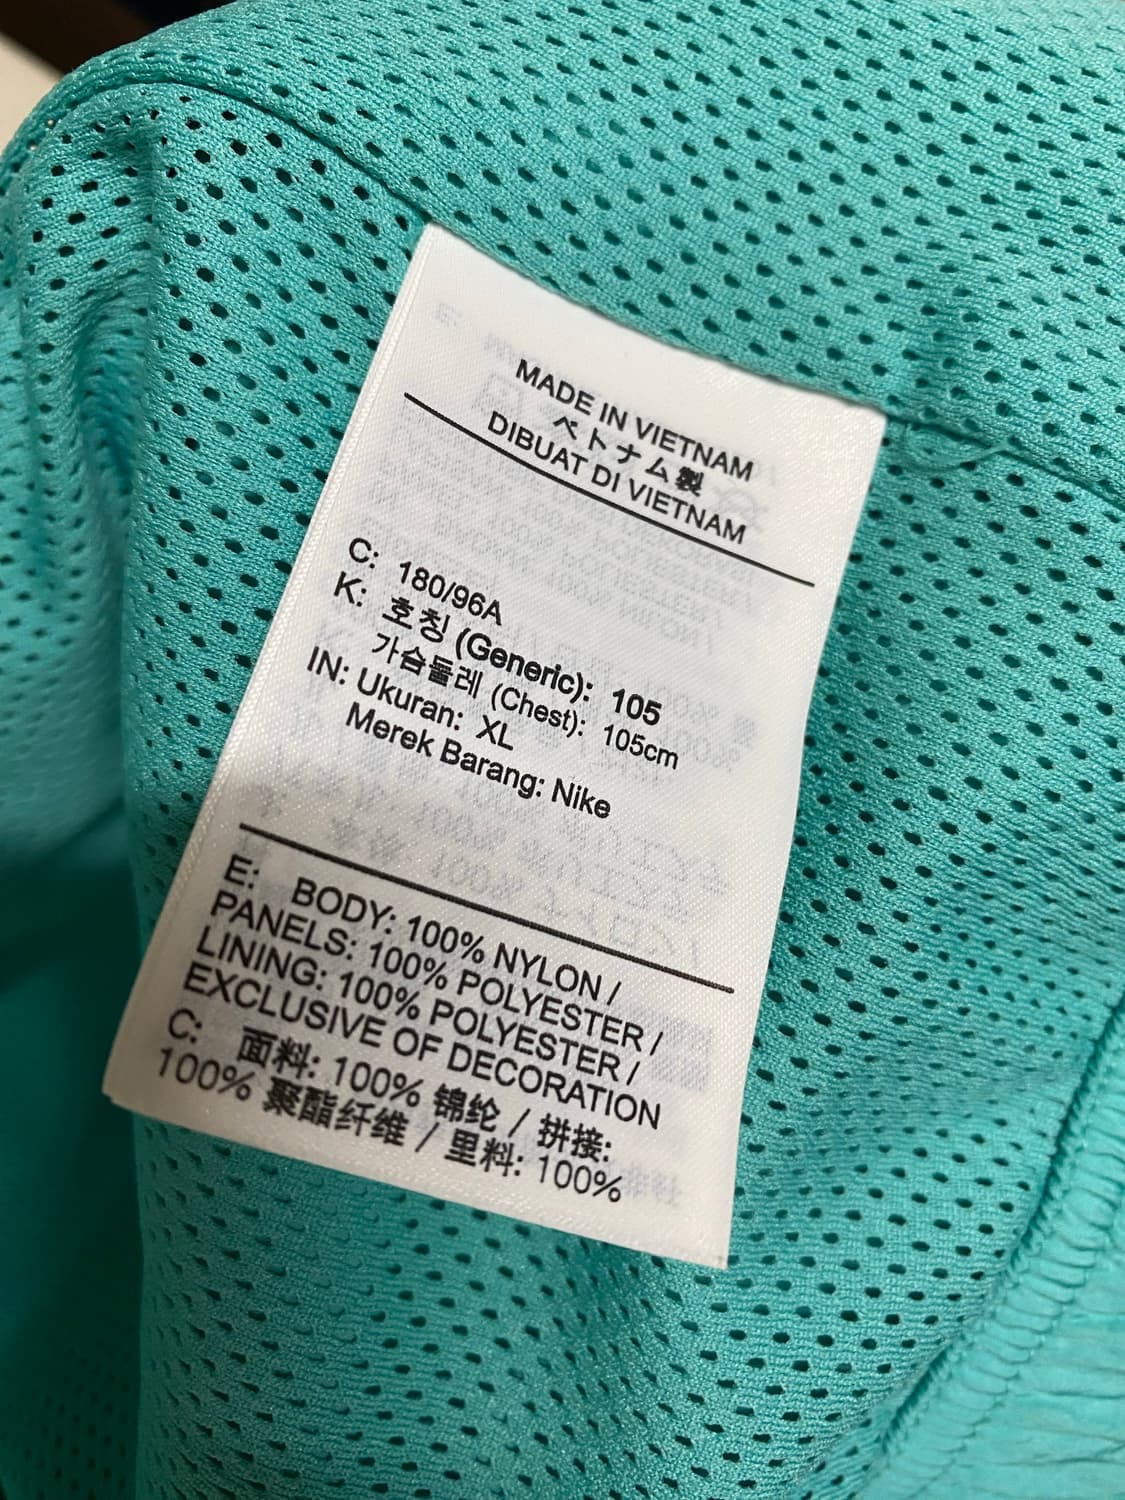 MADE IN VIETNAM
ベトナム製
DIBUAT DI VIETNAM
C: 180/96A
K: 호칭 (Generic): 105
가슴둘레 (Chest): 105cm
IN: Ukuran: XL
Merek Barang: Nike
E: BODY: 100% NYLON /
PANELS: 100% POLYESTER /
LINING: 100% POLYESTER /
EXCLUSIVE OF DECORATION
C: 面料: 100% 锦纶 / 拼接:
100% 聚酯纤维 / 里料: 100%